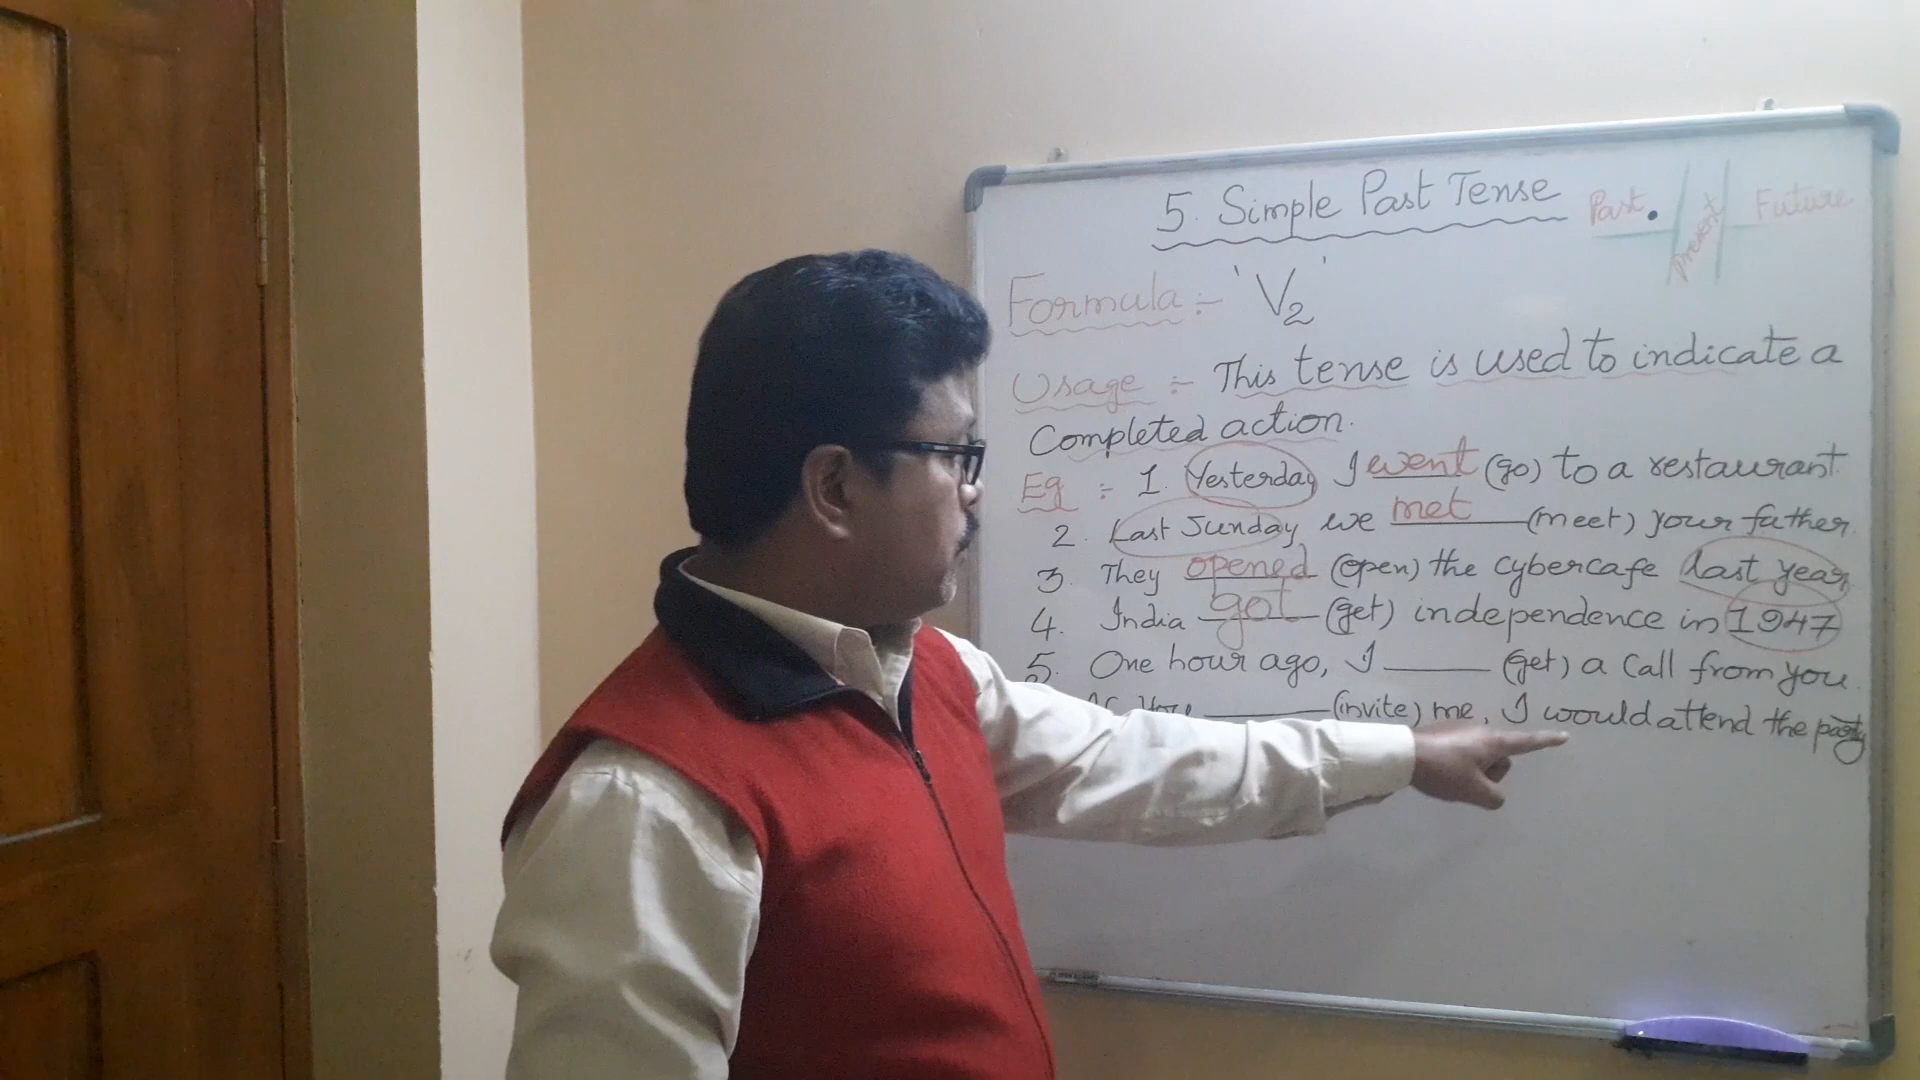 5. Simple Past Tense
Past. Present Future
Formula :- 'V2'
Usage :- This tense is used to indicate a
Completed action.
Eg :- 1. Yesterday I went (go) to a restaurant
2. Last Sunday we met (meet) your father.
3. They opened (open) the cybercafe last year,
4. India got (get) independence in 1947
5. One hour ago, I ______ (get) a call from you
If you ______ (invite) me, I would attend the party